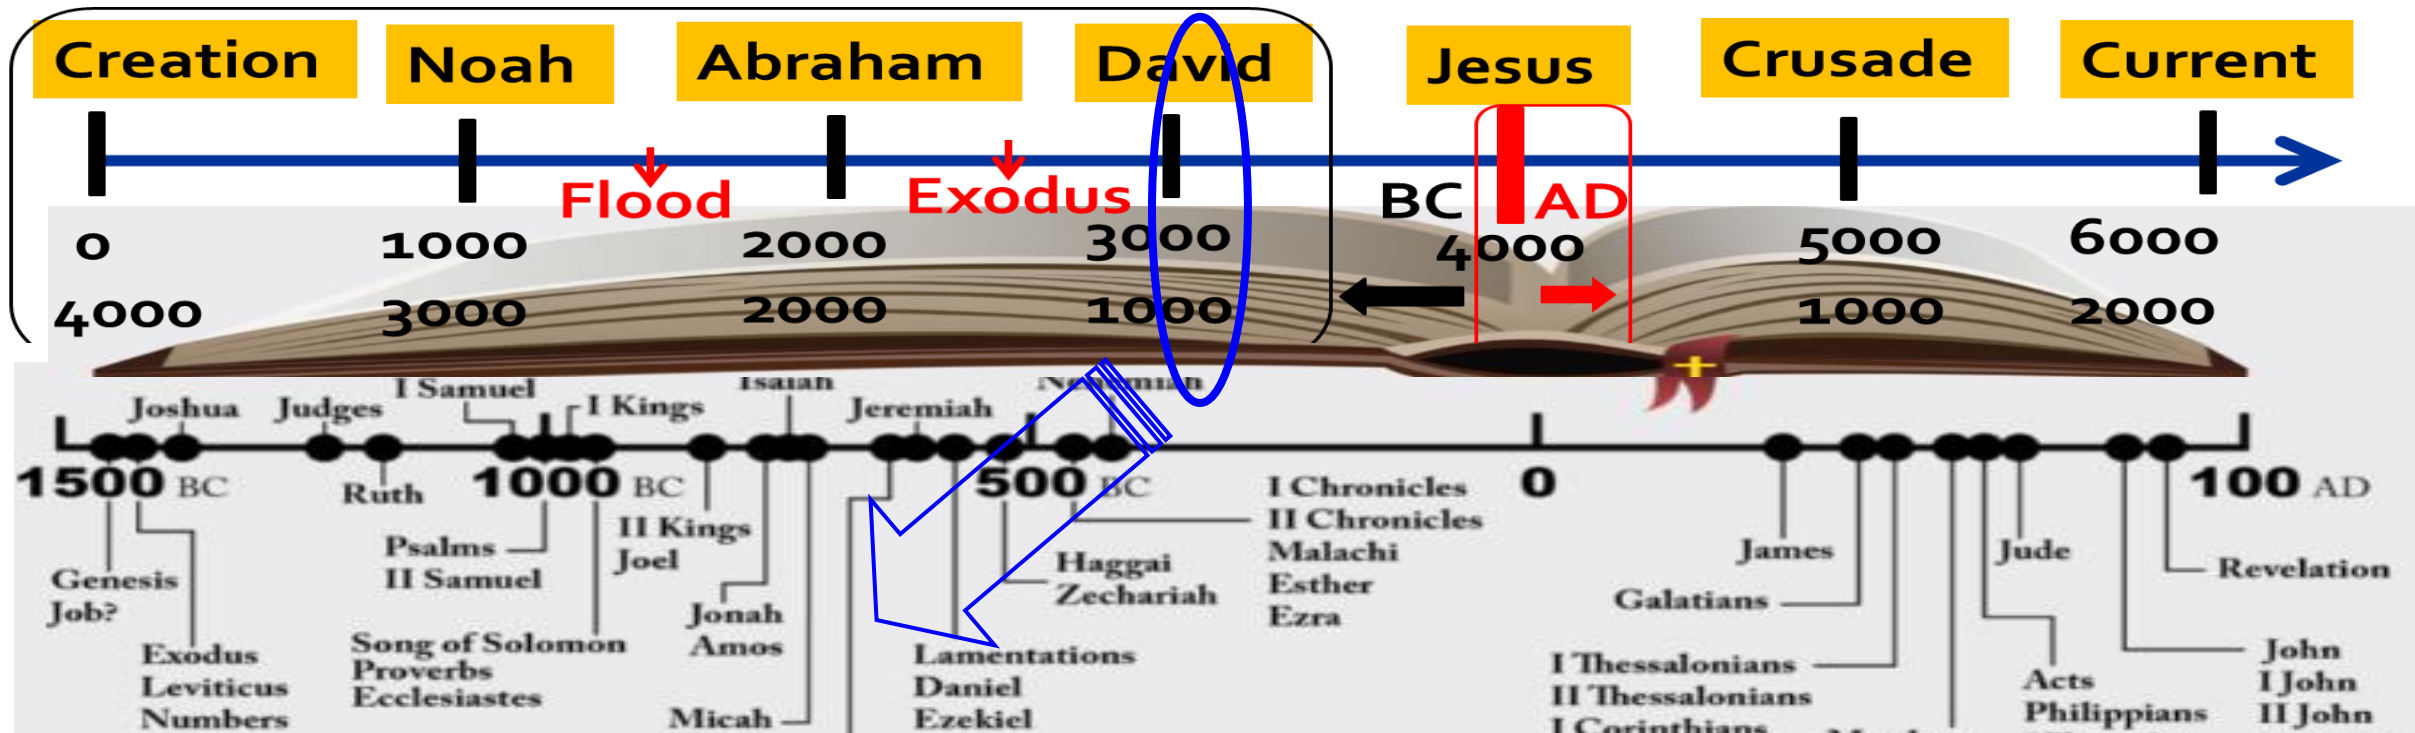 Creation Noah Abraham David Jesus Crusade Current
Flood Exodus BC AD
0 1000 2000 3000 4000 5000 6000
4000 3000 2000 1000 1000 2000
I Samuel Isaiah Nehemiah
Joshua Judges I Kings Jeremiah
1500 BC Ruth 1000 BC 500 BC 0 100 AD
I Chronicles
II Chronicles
Malachi
Esther
Ezra
II Kings
Joel
Psalms
II Samuel
Genesis
Job?
Haggai
Zechariah
Jonah
Amos
Exodus
Leviticus
Numbers
Song of Solomon
Proverbs
Ecclesiastes
Micah
Lamentations
Daniel
Ezekiel
James
Jude
Revelation
Galatians
I Thessalonians
II Thessalonians
I Corinthians
Acts
Philippians
John
I John
II John